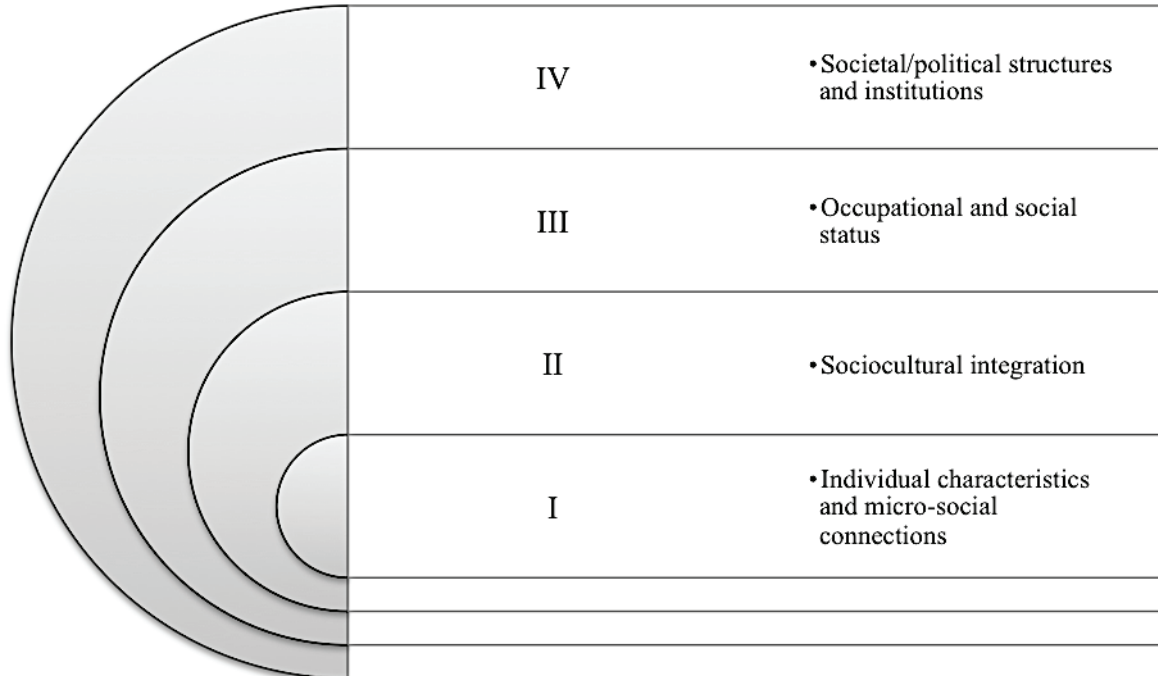 IV
•Societal/political structures
and institutions
III
•Occupational and social
status
II
•Sociocultural integration
I
•Individual characteristics
and micro-social
connections